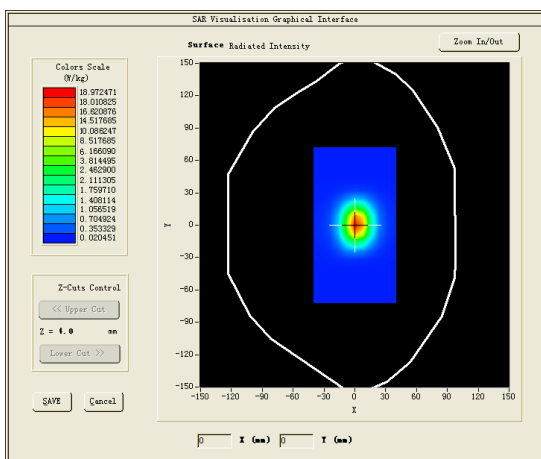 SAR Visualisation Graphical Interface
Surface Radiated Intensity
Zoom In/Out
Colors Scale
(W/kg)
18.972471
18.010825
16.620876
14.517685
10.086247
8.517685
6.166090
3.814495
2.462900
2.111305
1.759710
1.408114
1.056519
0.704924
0.353329
0.020451
Z-Cuts Control
<< Upper Cut
Z = 4.0 mm
Lower Cut >>
SAVE
Cancel
150
120
90
60
30
0
-30
-60
-90
-120
-150
Y
-150 -120 -90 -60 -30 0 30 60 90 120 150
X
0 X (mm) 0 Y (mm)